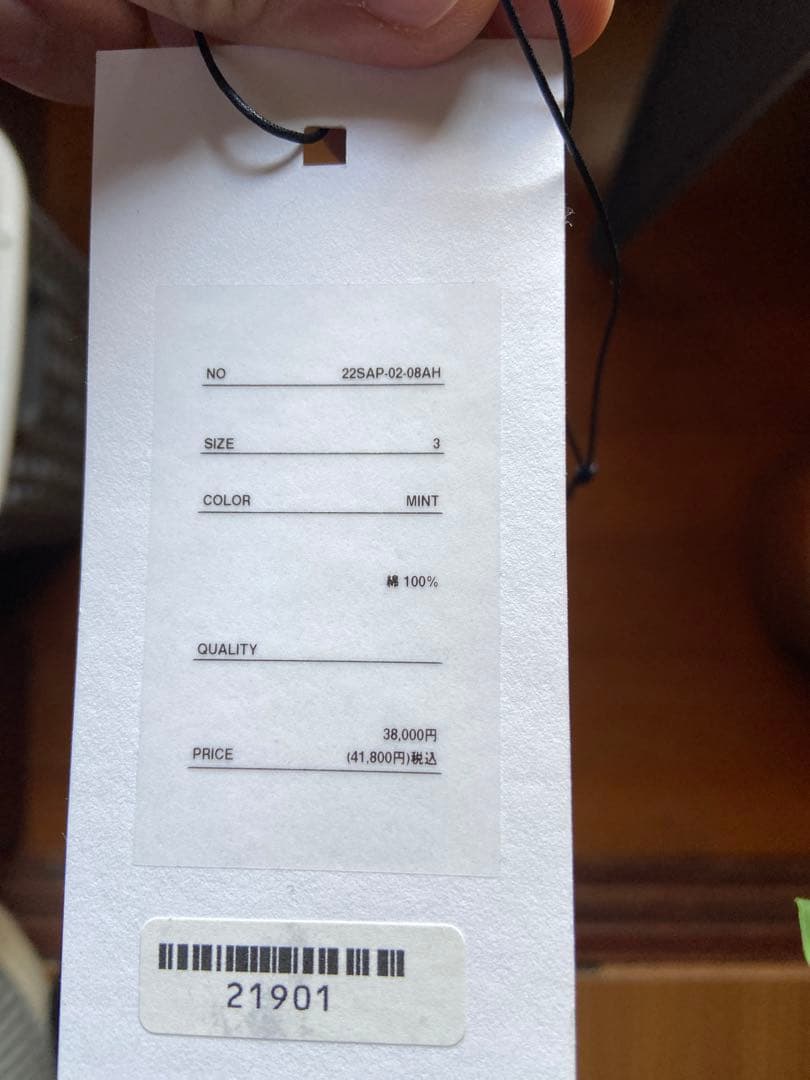 NO 22SAP-02-08AH
SIZE 3
COLOR MINT
綿 100%
QUALITY
38,000円
PRICE (41,800円)税込
21901